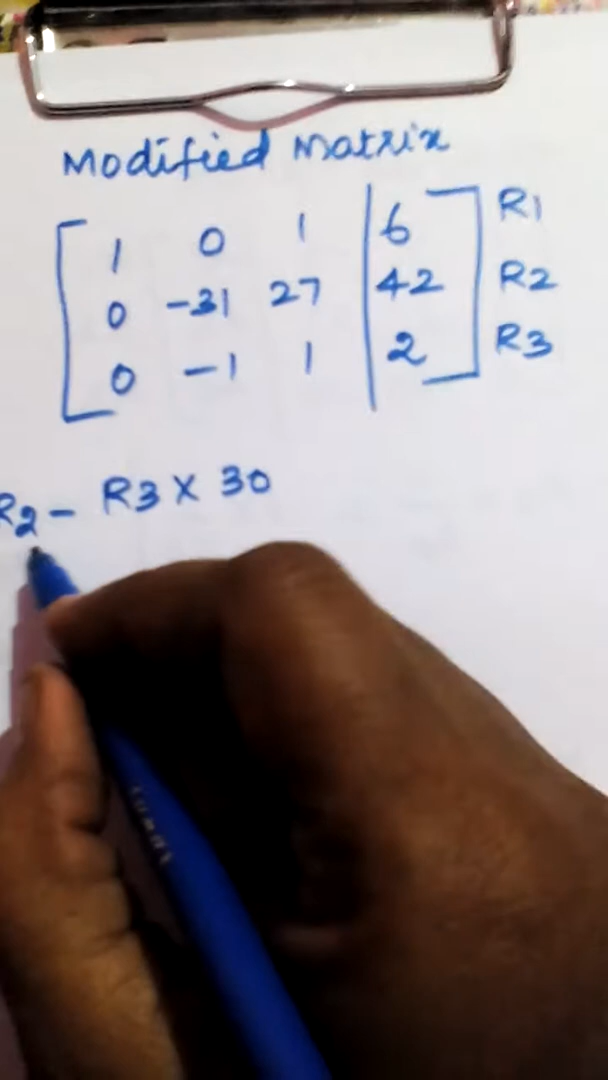 Modified Matrix
1 0 1 6 R1
0 -31 27 42 R2
0 -1 1 2 R3
R2 - R3 X 30